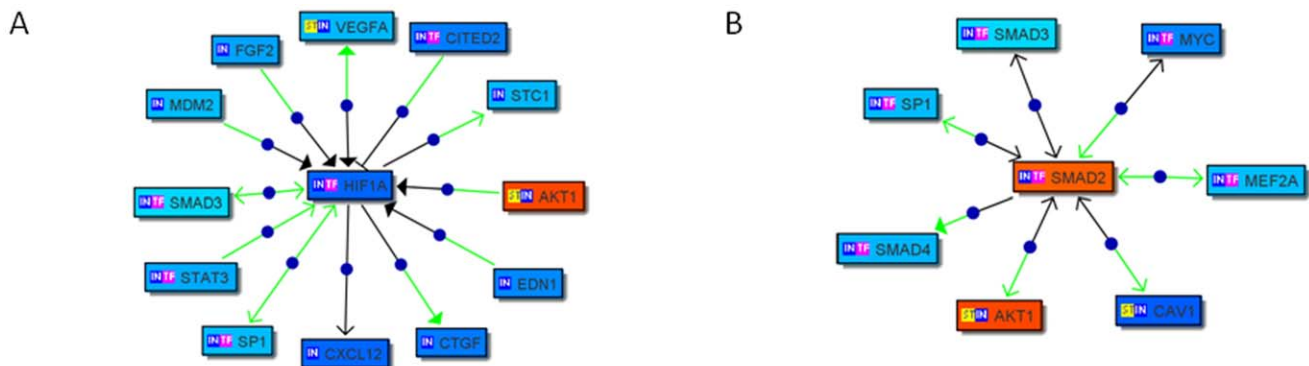 A
B
ST IN VEGFA
IN TF CITED2
IN FGF2
IN STC1
IN MDM2
IN TF HIF1A
ST IN AKT1
IN TF SMAD3
IN TF STAT3
IN EDN1
IN TF SP1
IN CXCL12
IN CTGF
IN TF SMAD3
IN TF MYC
IN TF SP1
IN TF SMAD2
IN TF MEF2A
IN TF SMAD4
ST IN AKT1
ST IN CAV1